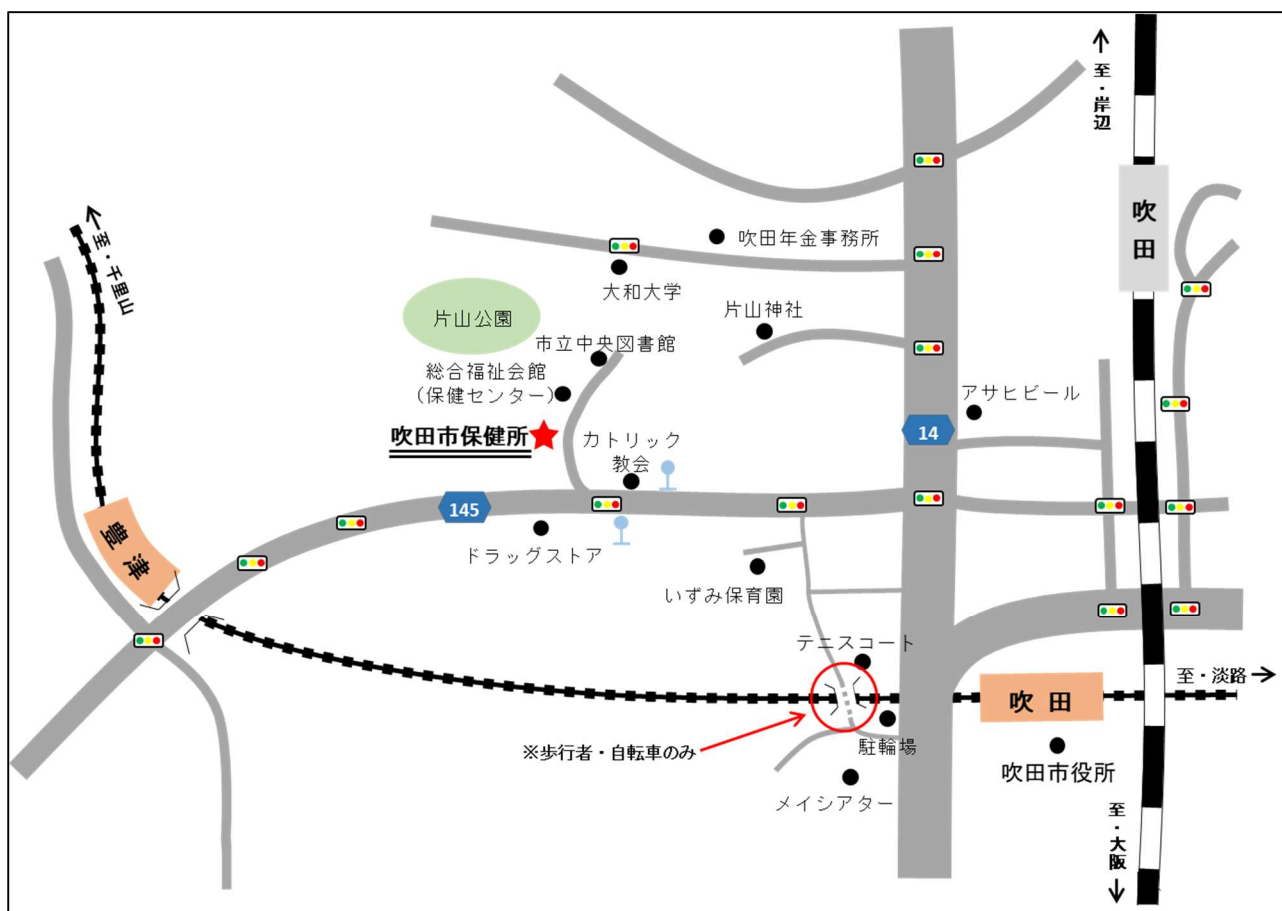 至・岸辺
吹田
至・千里山
吹田年金事務所
大和大学
片山公園
片山神社
市立中央図書館
総合福祉会館
(保健センター)
アサヒビール
吹田市保健所
カトリック
教会
14
145
豊津
ドラッグストア
いずみ保育園
テニスコート
至・淡路
吹田
※歩行者・自転車のみ
駐輪場
吹田市役所
メイシアター
至・大阪